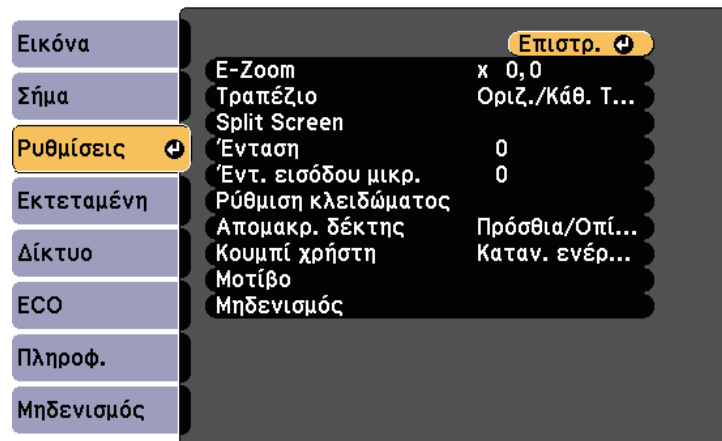 Εικόνα
Σήμα
Ρυθμίσεις
Εκτεταμένη
Δίκτυο
ECO
Πληροφ.
Μηδενισμός
Επιστρ.
E-Zoom x 0,0
Τραπέζιο Οριζ./Κάθ. Τ...
Split Screen
Ένταση 0
Έντ. εισόδου μικρ. 0
Ρύθμιση κλειδώματος
Απομακρ. δέκτης Πρόσθια/Οπί...
Κουμπί χρήστη Καταν. ενέρ...
Μοτίβο
Μηδενισμός